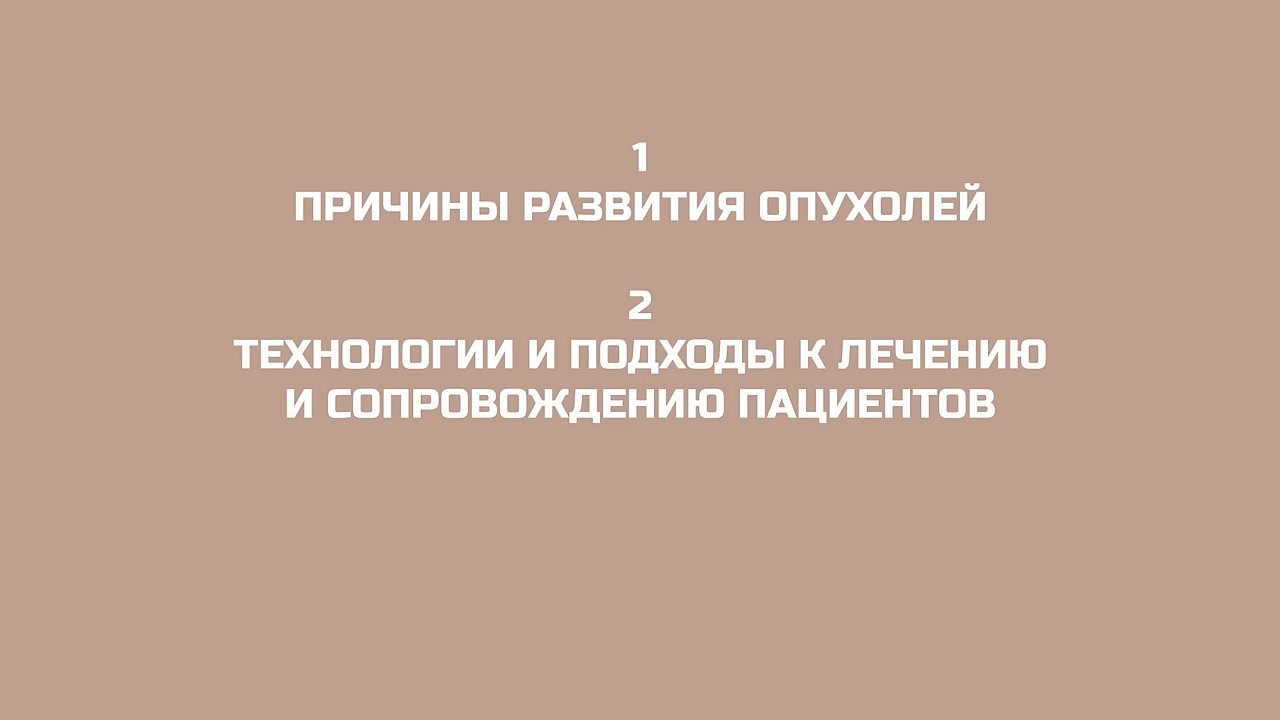 1
ПРИЧИНЫ РАЗВИТИЯ ОПУХОЛЕЙ
2
ТЕХНОЛОГИИ И ПОДХОДЫ К ЛЕЧЕНИЮ
И СОПРОВОЖДЕНИЮ ПАЦИЕНТОВ